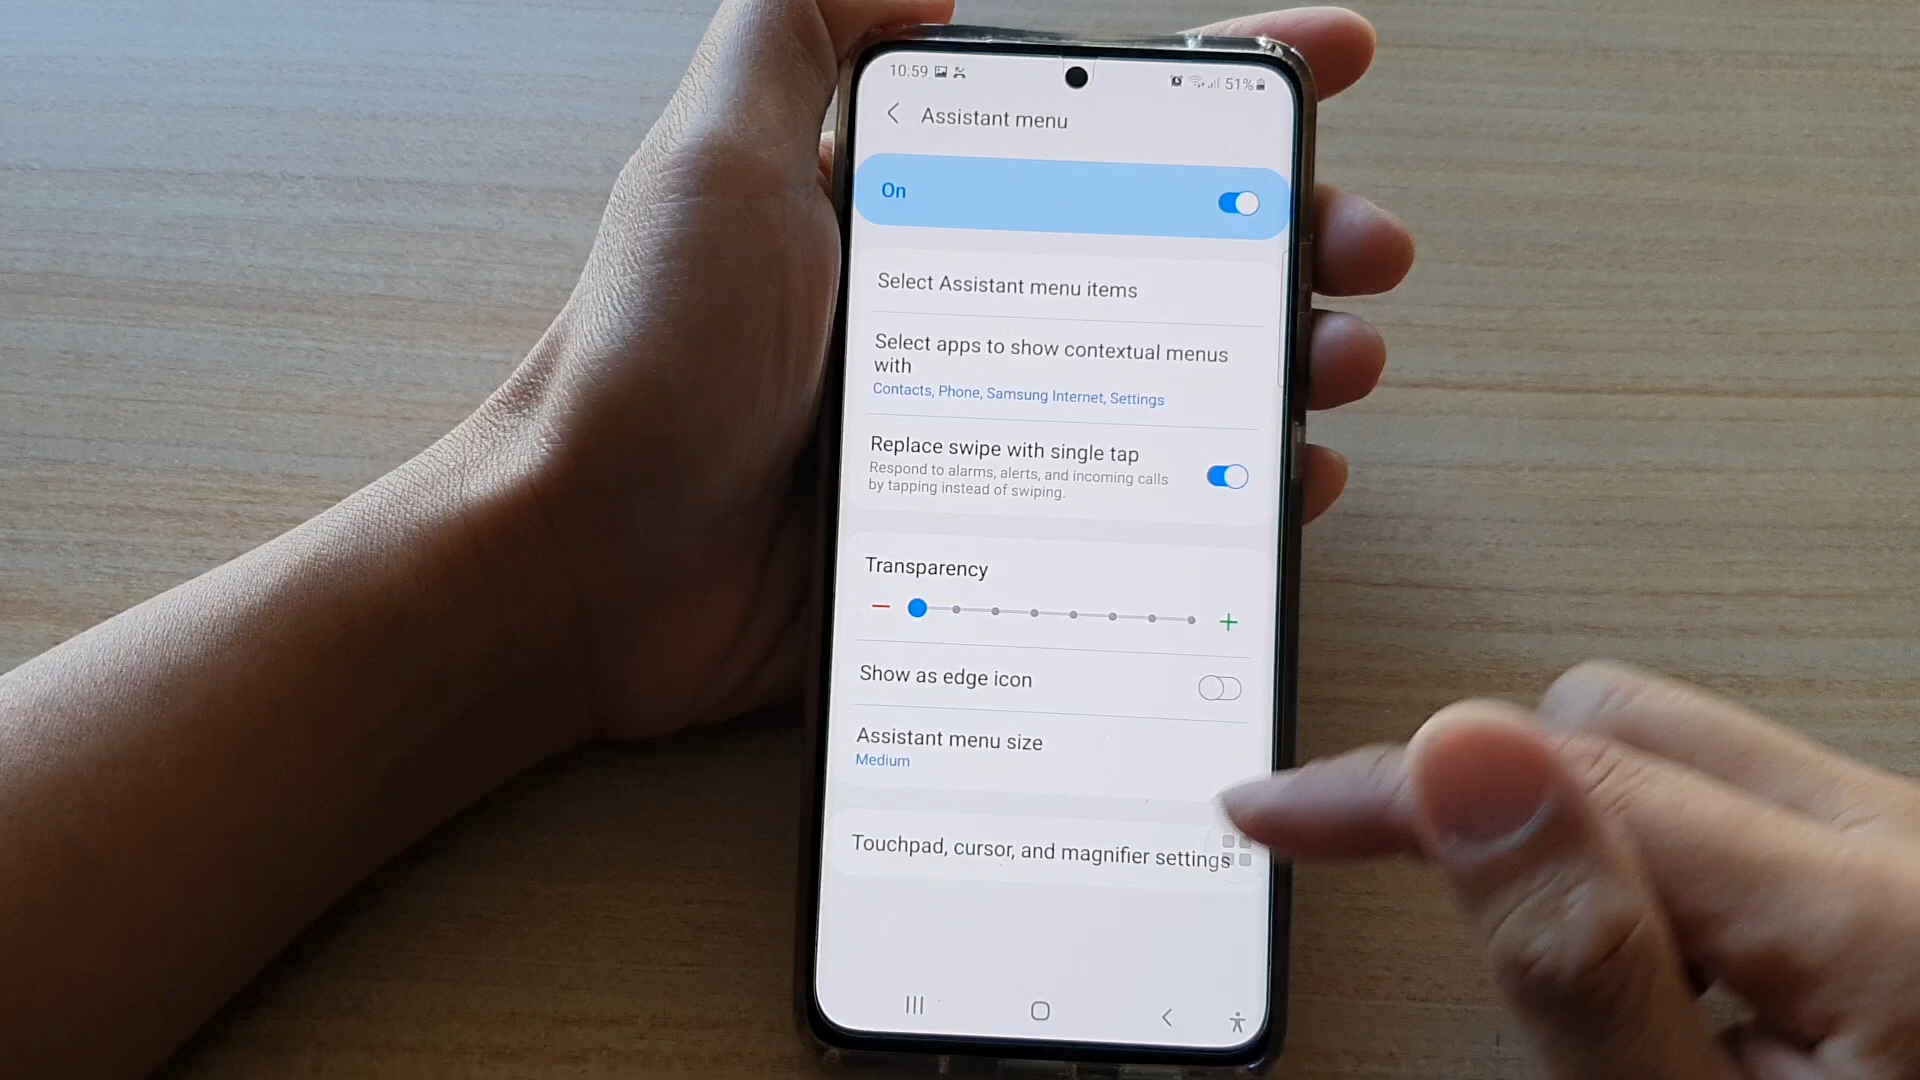 10:59
51%
Assistant menu
On
Select Assistant menu items
Select apps to show contextual menus
with
Contacts, Phone, Samsung Internet, Settings
Replace swipe with single tap
Respond to alarms, alerts, and incoming calls
by tapping instead of swiping.
Transparency
Show as edge icon
Assistant menu size
Medium
Touchpad, cursor, and magnifier settings